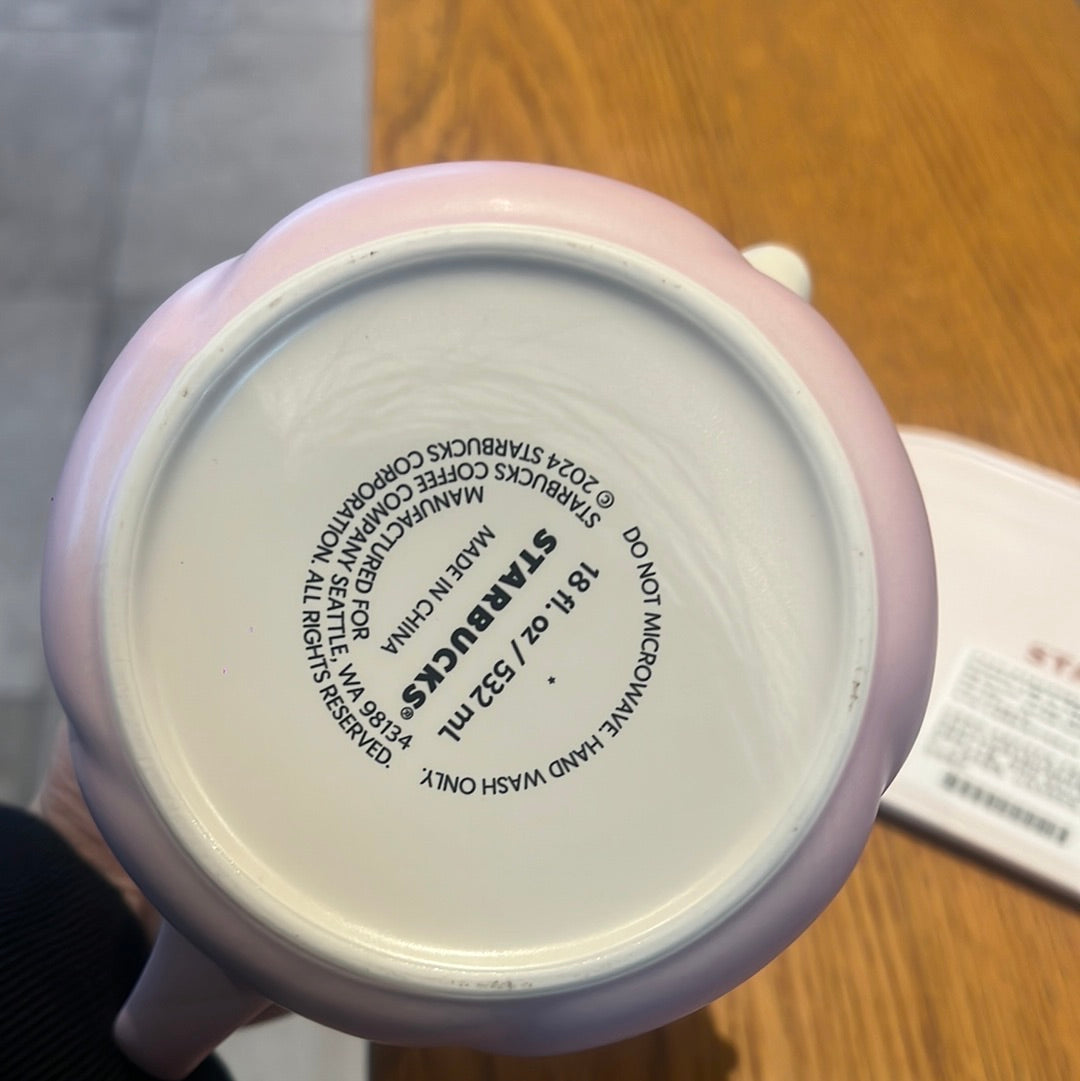 © 2024 STARBUCKS CORPORATION. ALL RIGHTS RESERVED.
STARBUCKS COFFEE COMPANY SEATTLE, WA 98134
MANUFACTURED FOR
MADE IN CHINA
STARBUCKS®
18 fl. oz / 532 mL
DO NOT MICROWAVE. HAND WASH ONLY.